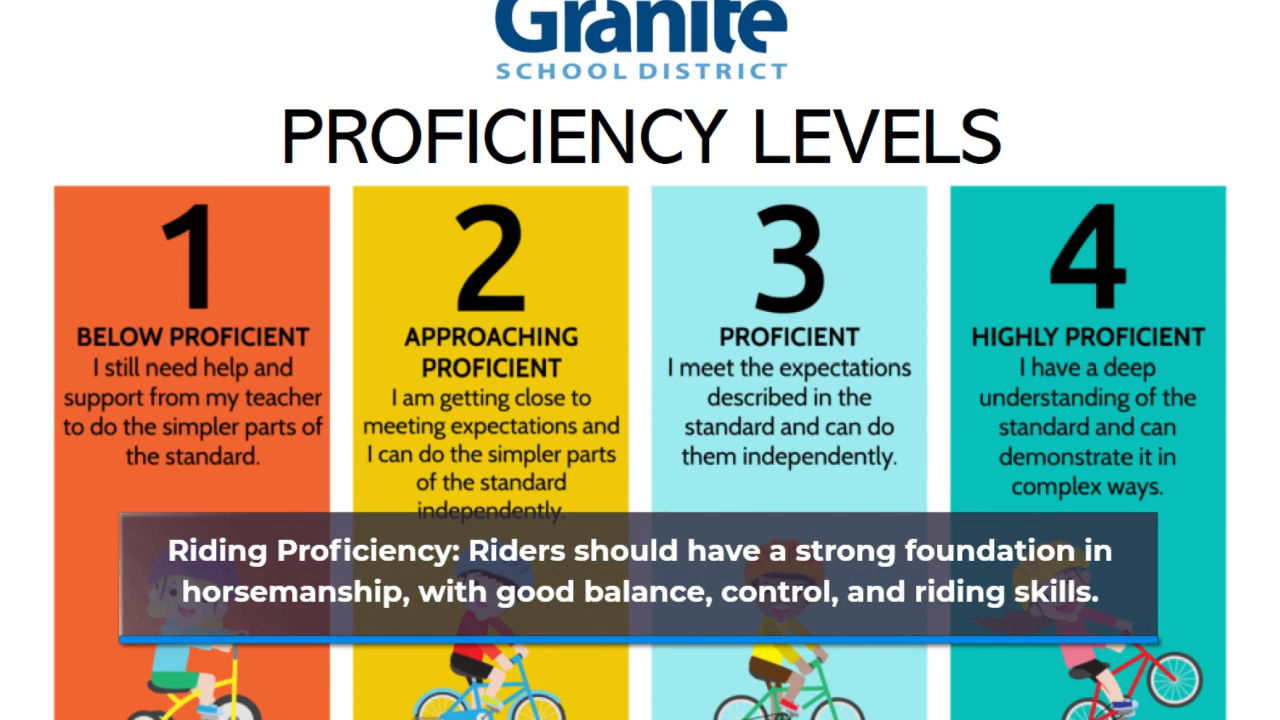 Granite
SCHOOL DISTRICT
PROFICIENCY LEVELS
1
BELOW PROFICIENT
I still need help and
support from my teacher
to do the simpler parts of
the standard.
2
APPROACHING
PROFICIENT
I am getting close to
meeting expectations and
I can do the simpler parts
of the standard
independently.
3
PROFICIENT
I meet the expectations
described in the
standard and can do
them independently.
4
HIGHLY PROFICIENT
I have a deep
understanding of the
standard and can
demonstrate it in
complex ways.
Riding Proficiency: Riders should have a strong foundation in
horsemanship, with good balance, control, and riding skills.